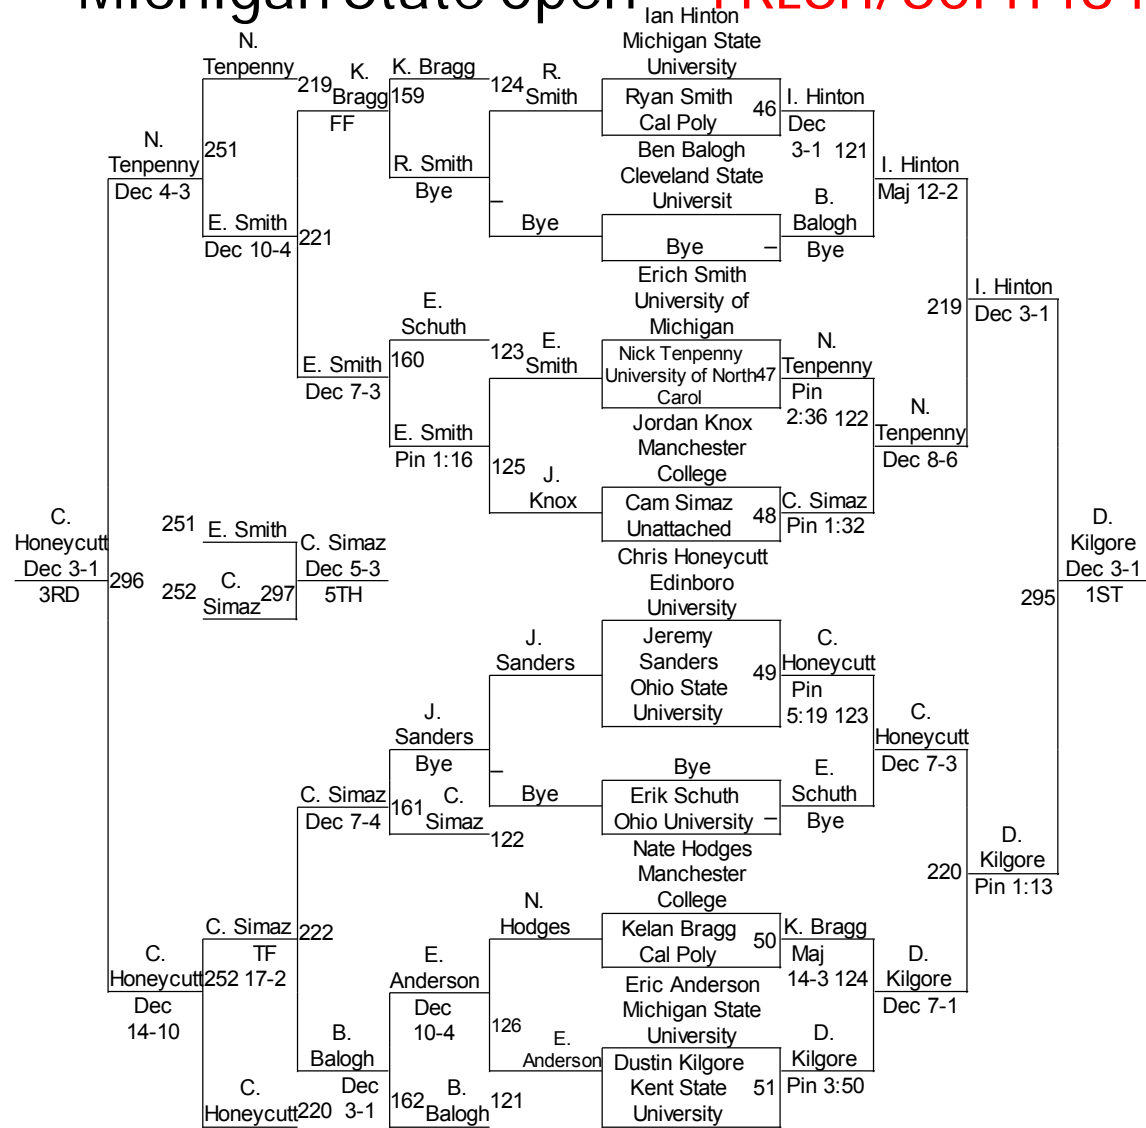 Michigan State open FRESH/SOPH 184
Ian Hinton
Michigan State
University
Ryan Smith
Cal Poly
46
Ben Balogh
Cleveland State
Universit
Bye
–
Erich Smith
University of
Michigan
Nick Tenpenny
University of North
Carol
47
Jordan Knox
Manchester
College
Cam Simaz
Unattached
48
Chris Honeycutt
Edinboro
University
Jeremy
Sanders
Ohio State
University
49
Bye
Erik Schuth
Ohio University
–
Nate Hodges
Manchester
College
Kelan Bragg
Cal Poly
50
Eric Anderson
Michigan State
University
Dustin Kilgore
Kent State
University
51
I. Hinton
Dec
3-1
121
B.
Balogh
Bye
N.
Tenpenny
Pin
2:36
122
C. Simaz
Pin 1:32
C.
Honeycutt
Pin
5:19
123
E.
Schuth
Bye
K. Bragg
Maj
14-3
124
D.
Kilgore
Pin 3:50
I. Hinton
Maj 12-2
219
N.
Tenpenny
Dec 8-6
C.
Honeycutt
Dec 7-3
220
D.
Kilgore
Dec 7-1
I. Hinton
Dec 3-1
295
D.
Kilgore
Pin 1:13
D.
Kilgore
Dec 3-1
1ST
R.
Smith
–
Bye
E.
Smith
125
J.
Knox
J.
Sanders
–
Bye
N.
Hodges
126
E.
Anderson
K. Bragg
124
159
R. Smith
Bye
E.
Schuth
123
160
E. Smith
Pin 1:16
J.
Sanders
Bye
161
C.
Simaz
122
E.
Anderson
Dec
10-4
162
B.
Balogh
121
K.
Bragg
FF
221
E. Smith
Dec 7-3
C. Simaz
Dec 7-4
222
B.
Balogh
Dec
3-1
N.
Tenpenny
219
251
E. Smith
Dec 10-4
C. Simaz
TF
17-2
252
C.
Honeycutt
220
N.
Tenpenny
Dec 4-3
296
C.
Honeycutt
Dec
14-10
C.
Honeycutt
Dec 3-1
3RD
251
E. Smith
252
C.
Simaz
297
C. Simaz
Dec 5-3
5TH